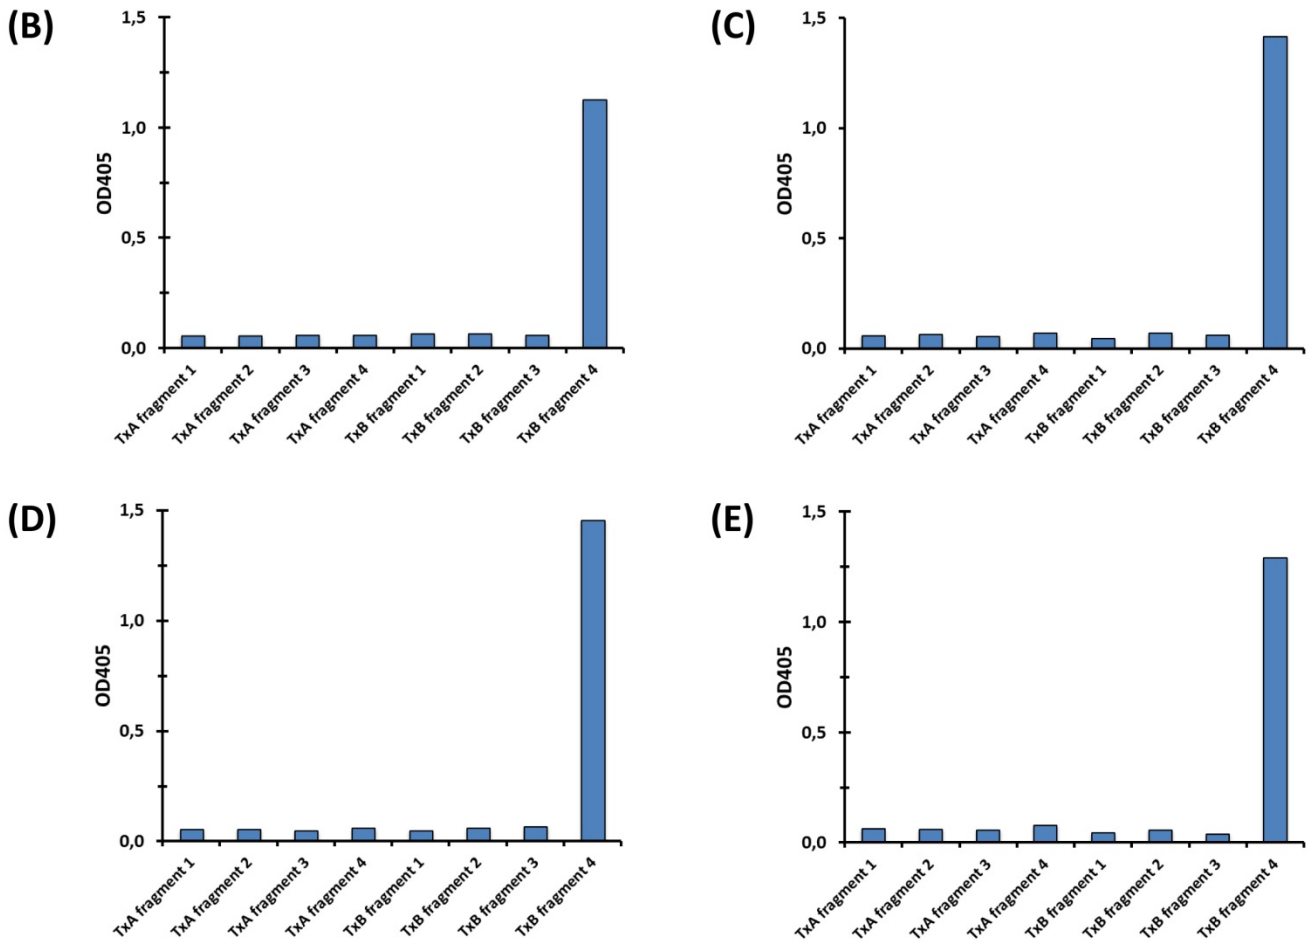 (B)
1,5
1,0
0,5
0,0
OD405
TxA fragment 1
TxA fragment 2
TxA fragment 3
TxA fragment 4
TxB fragment 1
TxB fragment 2
TxB fragment 3
TxB fragment 4
(C)
1,5
1,0
0,5
0,0
OD405
TxA fragment 1
TxA fragment 2
TxA fragment 3
TxA fragment 4
TxB fragment 1
TxB fragment 2
TxB fragment 3
TxB fragment 4
(D)
1,5
1,0
0,5
0,0
OD405
TxA fragment 1
TxA fragment 2
TxA fragment 3
TxA fragment 4
TxB fragment 1
TxB fragment 2
TxB fragment 3
TxB fragment 4
(E)
1,5
1,0
0,5
0,0
OD405
TxA fragment 1
TxA fragment 2
TxA fragment 3
TxA fragment 4
TxB fragment 1
TxB fragment 2
TxB fragment 3
TxB fragment 4